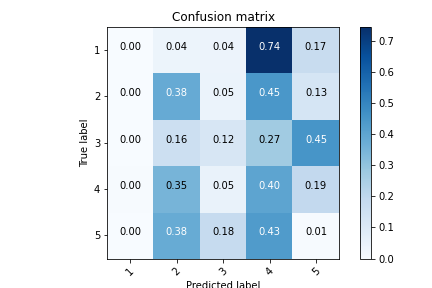 Confusion matrix
True label
1 0.00 0.04 0.04 0.74 0.17
2 0.00 0.38 0.05 0.45 0.13
3 0.00 0.16 0.12 0.27 0.45
4 0.00 0.35 0.05 0.40 0.19
5 0.00 0.38 0.18 0.43 0.01
1 2 3 4 5
Predicted label
0.7
0.6
0.5
0.4
0.3
0.2
0.1
0.0